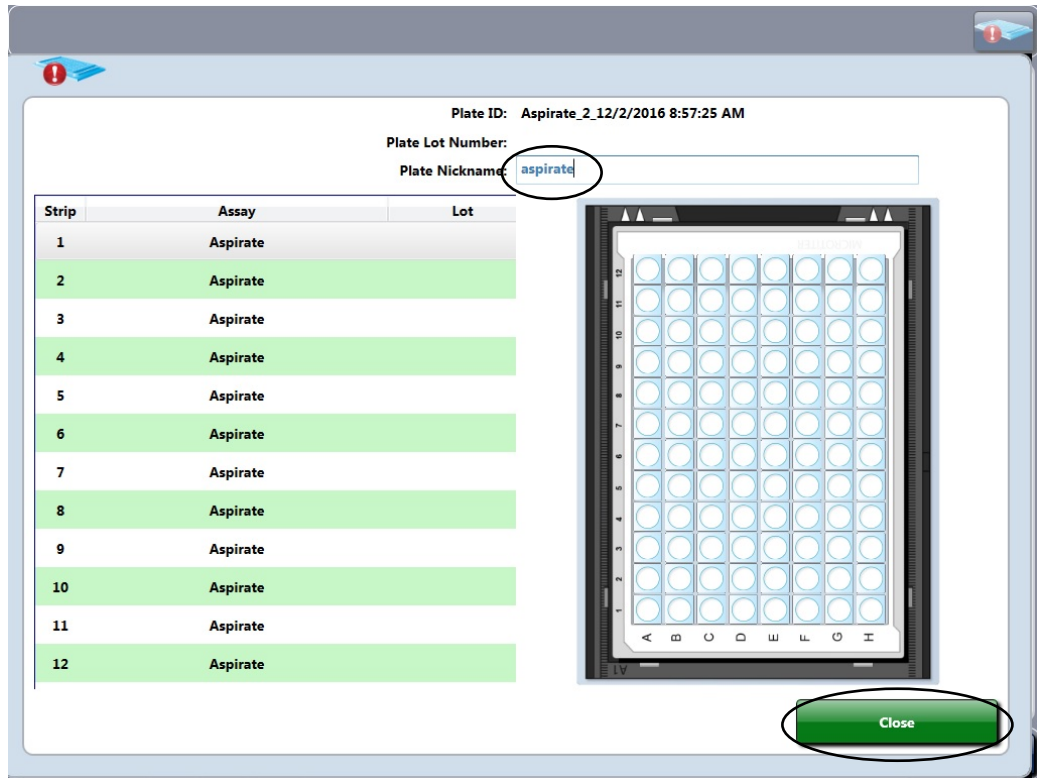 Plate ID: Aspirate_2_12/2/2016 8:57:25 AM
Plate Lot Number:
Plate Nickname: aspirate
Strip Assay Lot
1 Aspirate
2 Aspirate
3 Aspirate
4 Aspirate
5 Aspirate
6 Aspirate
7 Aspirate
8 Aspirate
9 Aspirate
10 Aspirate
11 Aspirate
12 Aspirate
12
11
10
9
8
7
6
5
4
3
2
1
A B C D E F G H
A1
Close